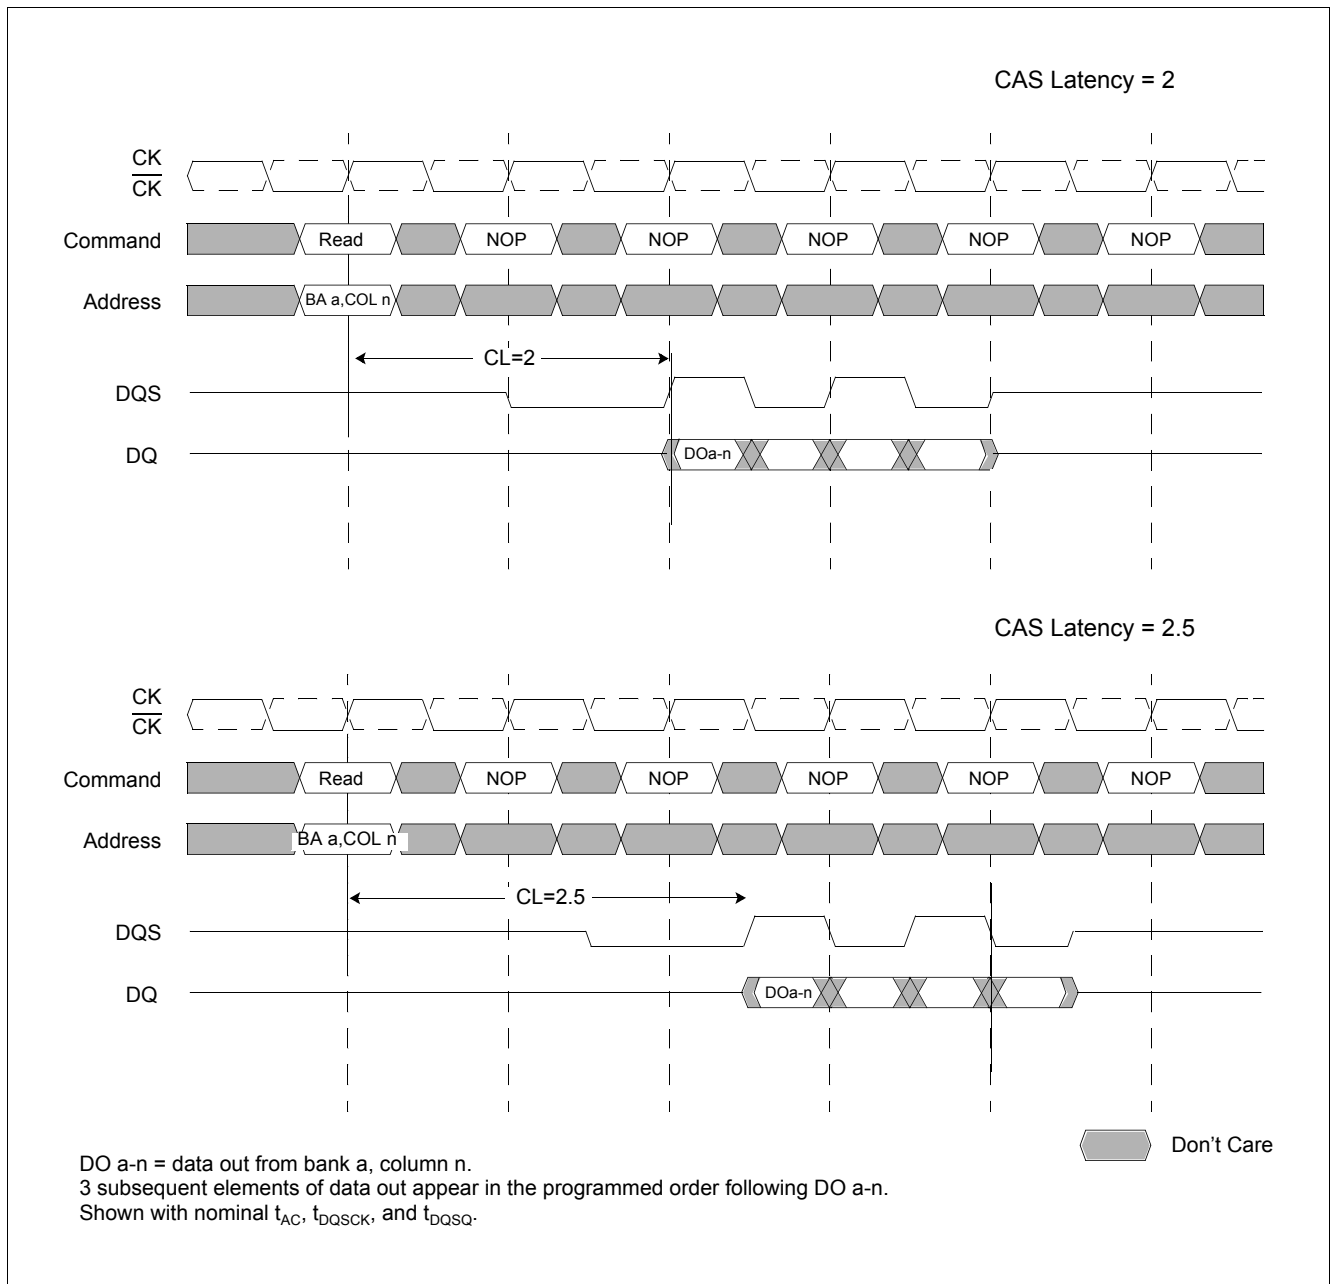 CAS Latency = 2
CK
CK
Command Read NOP NOP NOP NOP NOP
Address BA a,COL n
CL=2
DQS
DQ DOa-n
CAS Latency = 2.5
CK
CK
Command Read NOP NOP NOP NOP NOP
Address BA a,COL n
CL=2.5
DQS
DQ DOa-n
Don't Care
DO a-n = data out from bank a, column n.
3 subsequent elements of data out appear in the programmed order following DO a-n.
Shown with nominal tAC, tDQSCK, and tDQSQ.